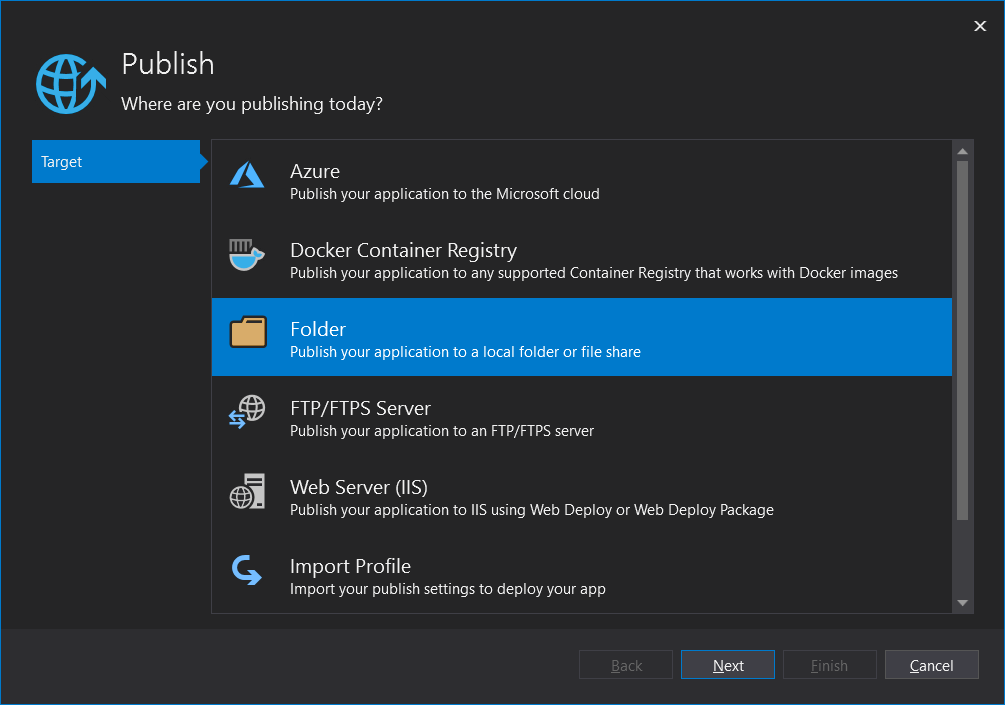 Publish
Where are you publishing today?
Target
Azure
Publish your application to the Microsoft cloud
Docker Container Registry
Publish your application to any supported Container Registry that works with Docker images
Folder
Publish your application to a local folder or file share
FTP/FTPS Server
Publish your application to an FTP/FTPS server
Web Server (IIS)
Publish your application to IIS using Web Deploy or Web Deploy Package
Import Profile
Import your publish settings to deploy your app
Back
Next
Finish
Cancel